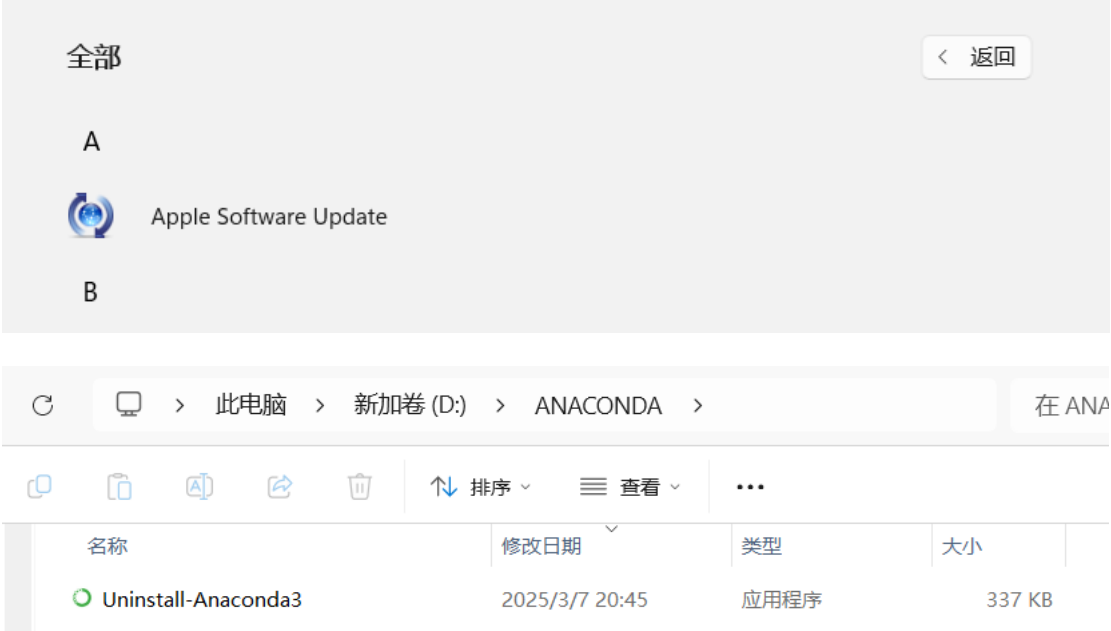 全部
返回
A
Apple Software Update
B
此电脑 新加卷 (D:) ANACONDA 在 ANA
排序 查看
名称 修改日期 类型 大小
Uninstall-Anaconda3 2025/3/7 20:45 应用程序 337 KB